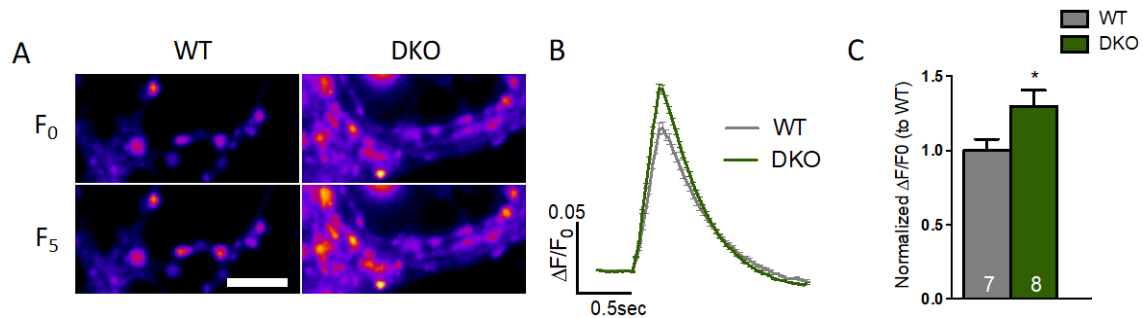 A
WT
DKO
F0
F5
B
WT
DKO
0.05
ΔF/F0
0.5sec
C
WT
DKO
Normalized ΔF/F0 (to WT)
1.5
1.0
0.5
0.0
*
7
8